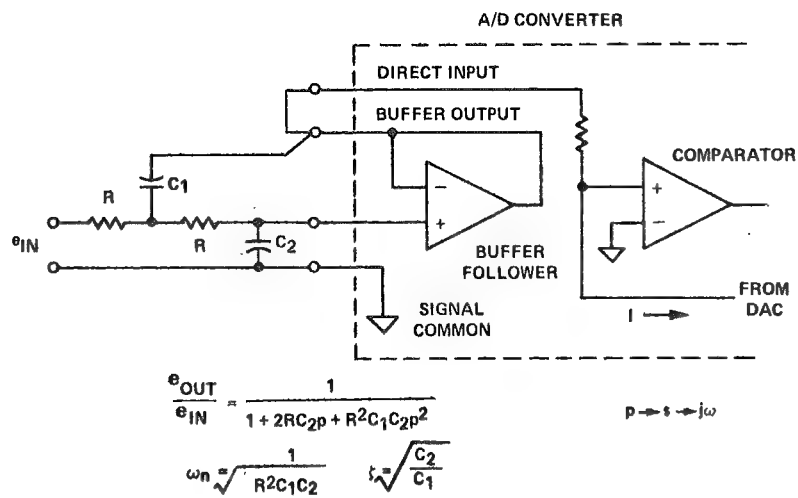 A/D CONVERTER
DIRECT INPUT
BUFFER OUTPUT
COMPARATOR
C₁
R
−
+
+
−
eIN
R
C₂
BUFFER
FOLLOWER
SIGNAL
COMMON
FROM
DAC
I →
eOUT / eIN = 1 / (1 + 2RC₂p + R²C₁C₂p²)
p → s → jω
ωn = √(1 / R²C₁C₂) ζ = √(C₂ / C₁)